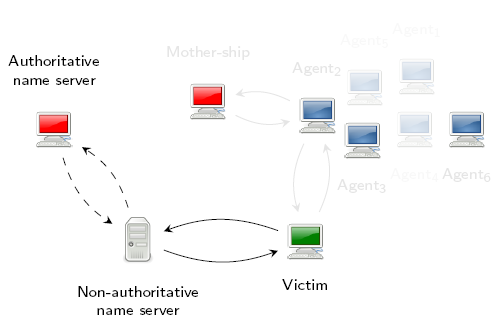 Authoritative
name server
Mother-ship
Agent5
Agent1
Agent2
Agent3
Agent4
Agent6
Non-authoritative
name server
Victim